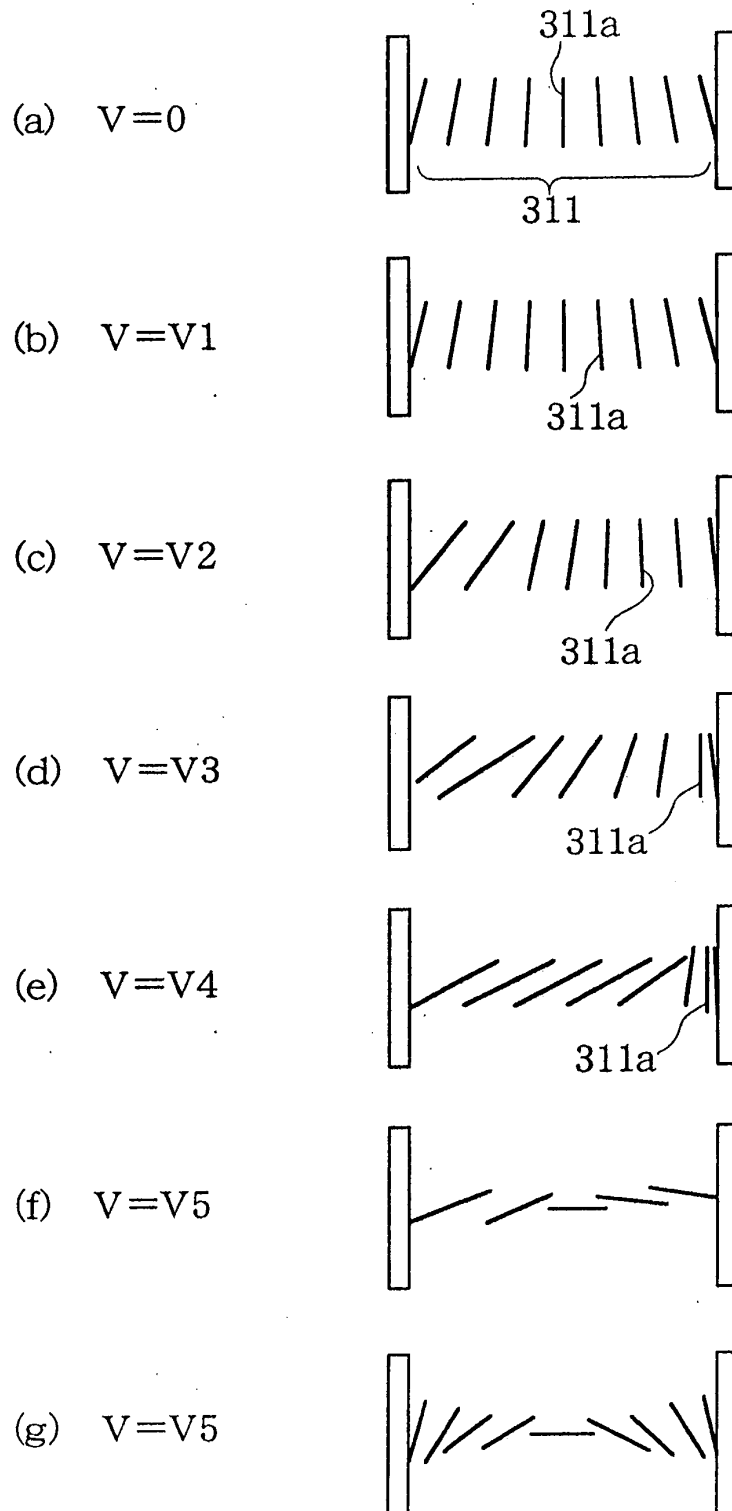 311a
(a) V=0
311
(b) V=V1
311a
(c) V=V2
311a
(d) V=V3
311a
(e) V=V4
311a
(f) V=V5
(g) V=V5